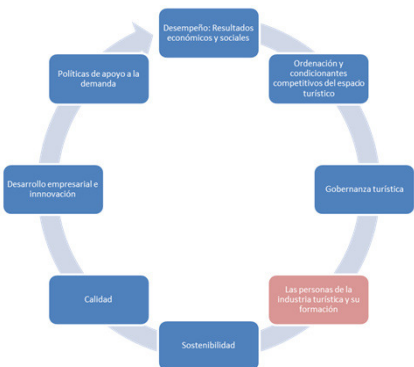 Desempeño: Resultados
económicos y sociales
Ordenación y
condicionantes
competitivos del espacio
turístico
Gobernanza turística
Las personas de la
industria turística y su
formación
Sostenibilidad
Calidad
Desarrollo empresarial e
innnovación
Políticas de apoyo a la
demanda